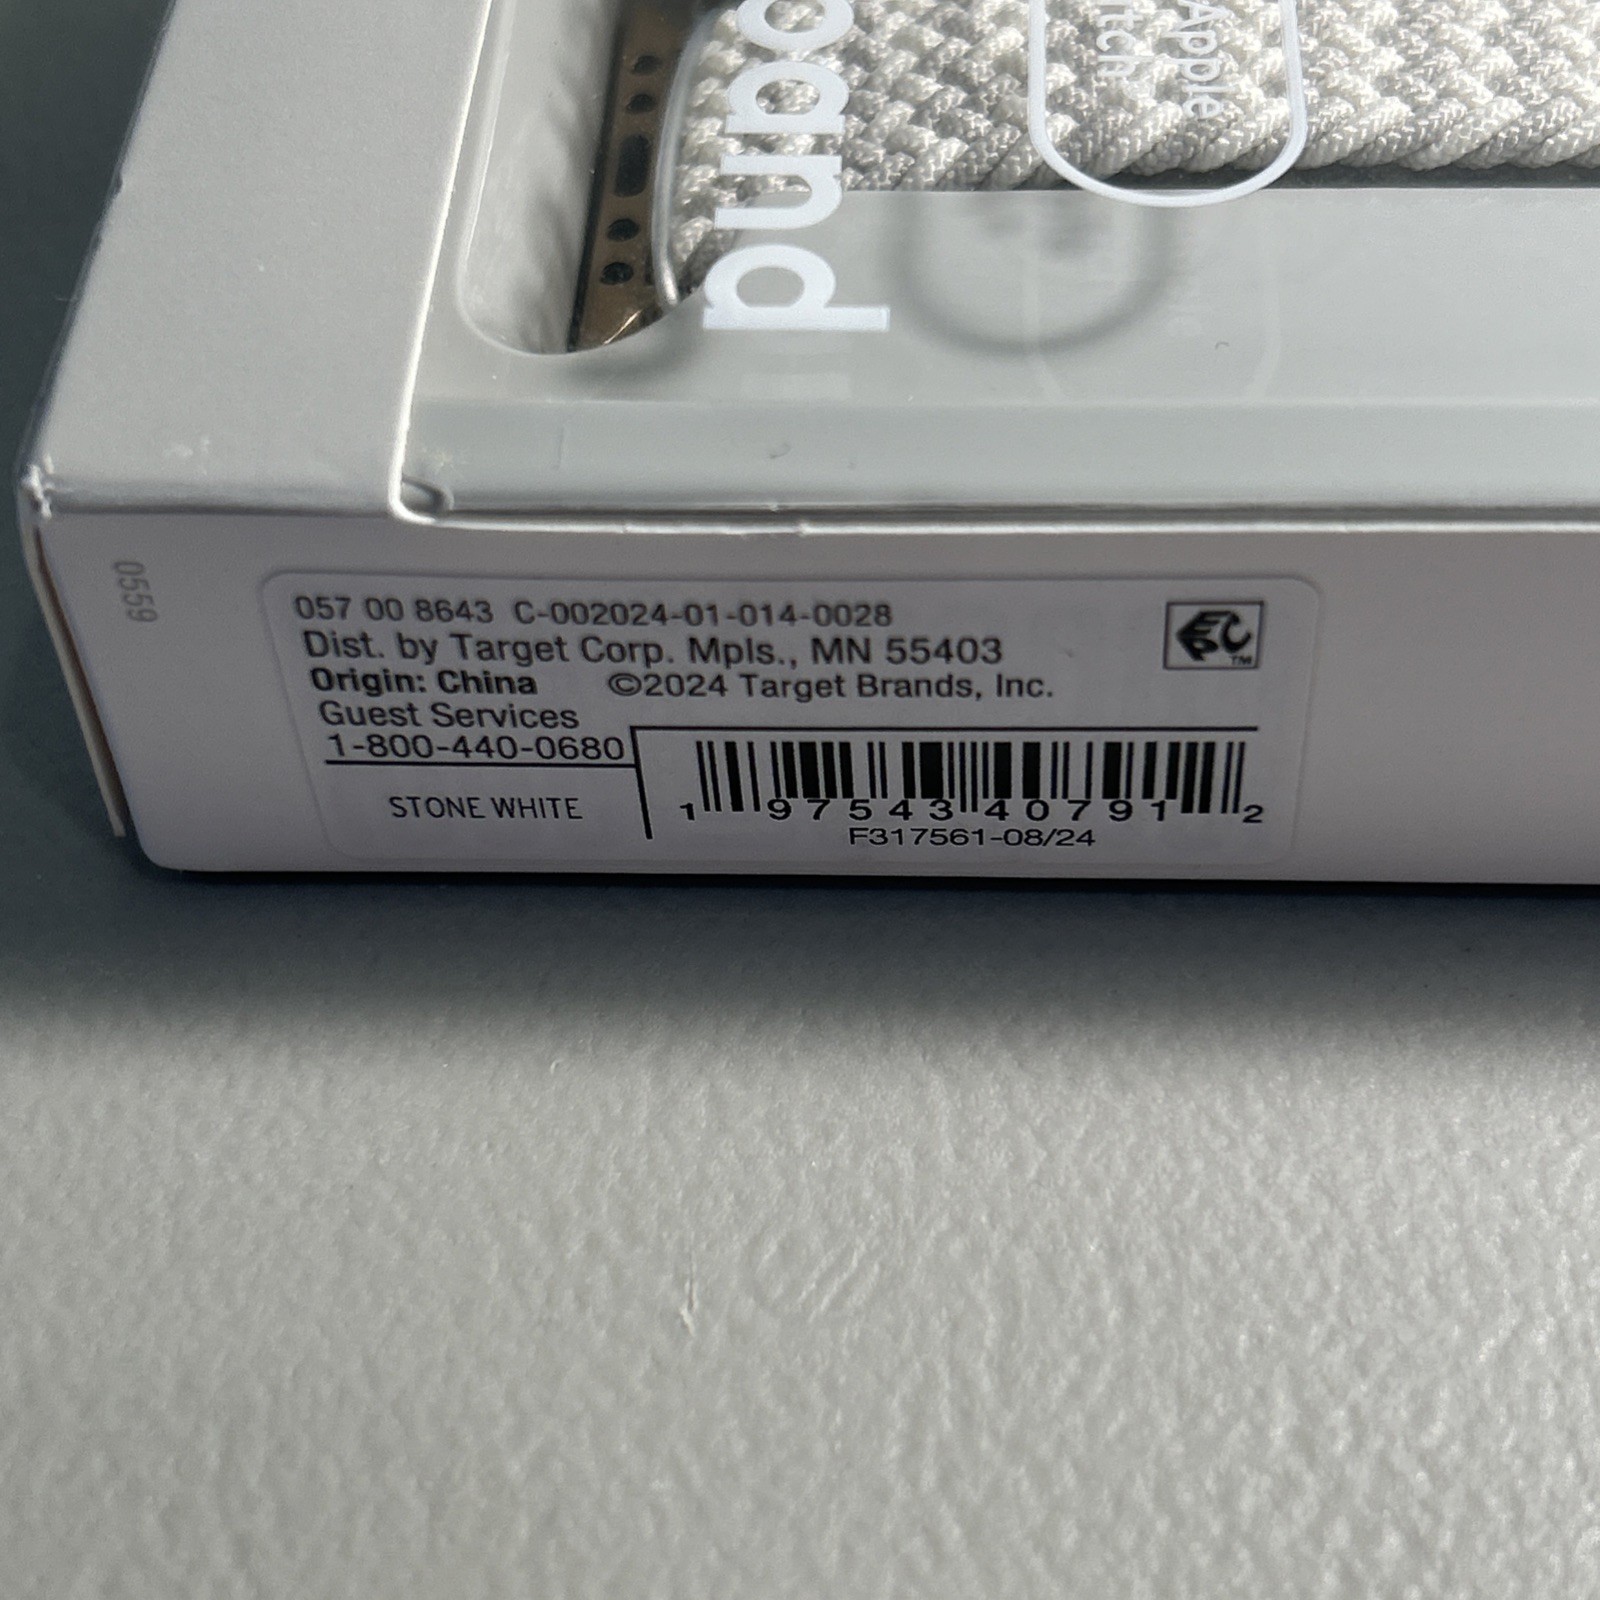 band
Apple
tch
0559
057 00 8643 C-002024-01-014-0028
Dist. by Target Corp. Mpls., MN 55403
Origin: China ©2024 Target Brands, Inc.
Guest Services
1-800-440-0680
STONE WHITE
1 97543 40791 2
F317561-08/24
EPC™